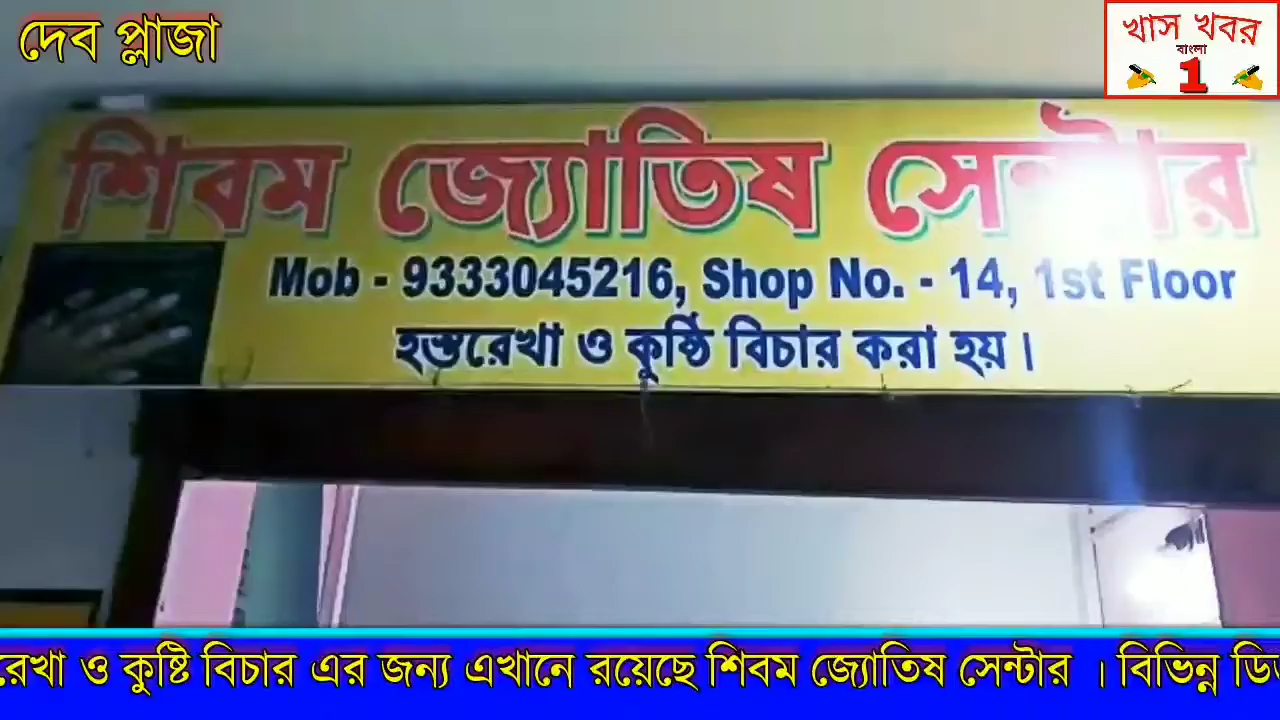 দেব প্লাজা
খাস খবর
বাংলা
1
শিবম জ্যোতিষ সেন্টার
Mob - 9333045216, Shop No. - 14, 1st Floor
হস্তরেখা ও কুষ্ঠি বিচার করা হয়।
রেখা ও কুষ্টি বিচার এর জন্য এখানে রয়েছে শিবম জ্যোতিষ সেন্টার । বিভিন্ন